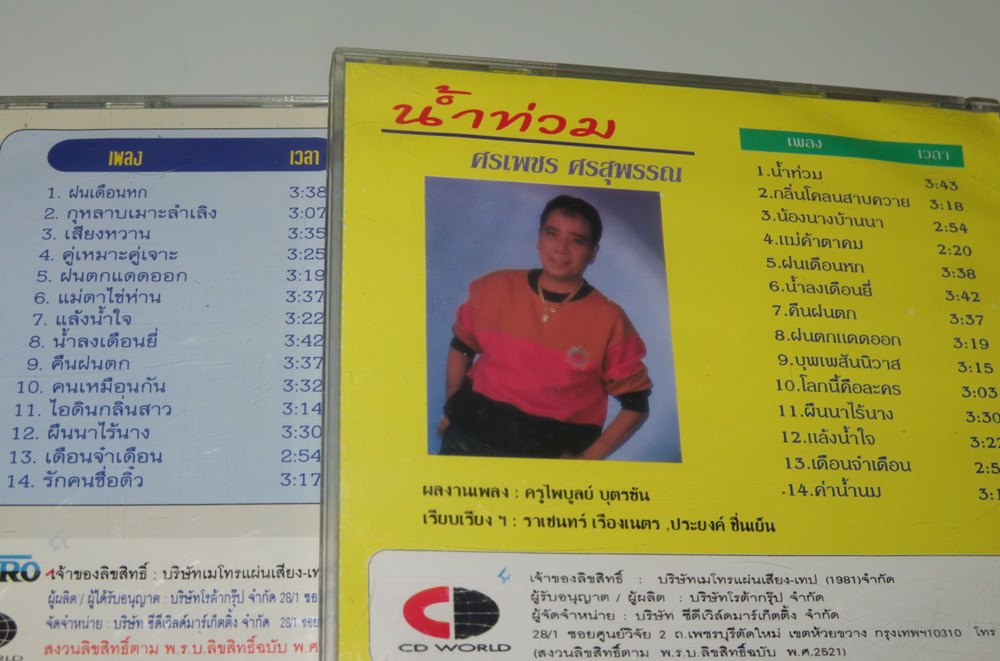 เพลง เวลา
1. ฝนเดือนหก 3:38
2. กุหลาบเมาะลำเลิง 3:07
3. เสียงหวาน 3:35
4. คู่เหมาะคู่เจาะ 3:25
5. ฝนตกแดดออก 3:19
6. แม่ตาไข่ห่าน 3:37
7. แล้งน้ำใจ 3:22
8. น้ำลงเดือนยี่ 3:42
9. คืนฝนตก 3:37
10. คนเหมือนกัน 3:32
11. ไอดินกลิ่นสาว 3:14
12. ผืนนาไร้นาง 3:30
13. เดือนจำเดือน 2:54
14. รักคนชื่อติ๋ว 3:17
เจ้าของลิขสิทธิ์ : บริษัทเมโทรแผ่นเสียง-เท
ผู้ผลิต / ผู้ได้รับอนุญาต : บริษัทโรต้ากรุ๊ป จำกัด 28/1 ซอ
จัดจำหน่าย : บริษัท ซีดีเวิลด์มาร์เก็ตติ้ง จำกัด 28/1 ซอ
สงวนลิขสิทธิ์ตาม พ.ร.บ.ลิขสิทธิ์ฉบับ พ.ศ
น้ำท่วม
ศรเพชร ศรสุพรรณ
เพลง เวลา
1.น้ำท่วม 3:43
2.กลิ่นโคลนสาบควาย 3:18
3.น้องนางบ้านนา 2:54
4.แม่ค้าตาคม 2:20
5.ฝนเดือนหก 3:38
6.น้ำลงเดือนยี่ 3:42
7.คืนฝนตก 3:37
8.ฝนตกแดดออก 3:19
9.บุพเพสันนิวาส 3:15
10.โลกนี้คือละคร 3:03
11.ผืนนาไร้นาง 3:30
12.แล้งน้ำใจ 3:22
13.เดือนจำเดือน 2:5
14.ค่าน้ำนม 3:
ผลงานเพลง : ครูไพบูลย์ บุตรขัน
เรียบเรียง ฯ : ราเชนทร์ เรืองเนตร ,ประยงค์ ชื่นเย็น
CD WORLD
เจ้าของลิขสิทธิ์ : บริษัทเมโทรแผ่นเสียง-เทป (1981)จำกัด
ผู้รับอนุญาต / ผู้ผลิต : บริษัทโรต้ากรุ๊ป จำกัด
ผู้จัดจำหน่าย : บริษัท ซีดีเวิลด์มาร์เก็ตติ้ง จำกัด
28/1 ซอยศูนย์วิจัย 2 ถ.เพชรบุรีตัดใหม่ เขตห้วยขวาง กรุงเทพฯ10310 โทร
(สงวนลิขสิทธิ์ตาม พ.ร.บ.ลิขสิทธิ์ฉบับ พ.ศ.2521)